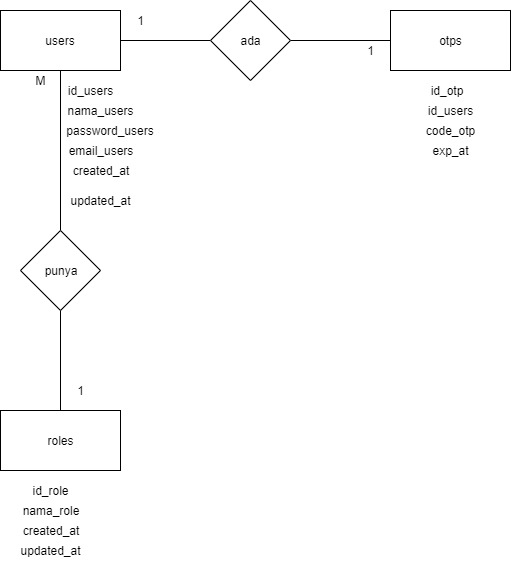 users
1
ada
1
otps
M
id_users
nama_users
password_users
email_users
created_at
updated_at
id_otp
id_users
code_otp
exp_at
punya
1
roles
id_role
nama_role
created_at
updated_at